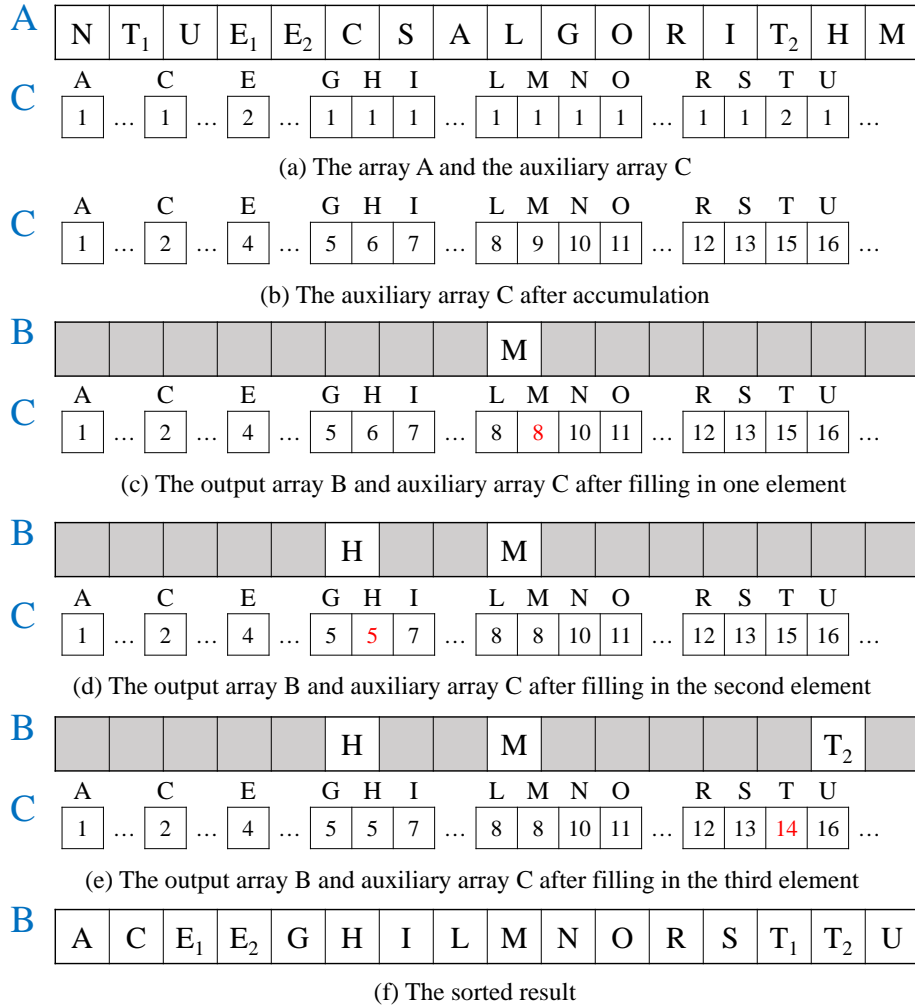 A N T₁ U E₁ E₂ C S A L G O R I T₂ H M
A C E G H I L M N O R S T U
C 1 … 1 … 2 … 1 1 1 … 1 1 1 1 … 1 1 2 1 …
(a) The array A and the auxiliary array C
A C E G H I L M N O R S T U
C 1 … 2 … 4 … 5 6 7 … 8 9 10 11 … 12 13 15 16 …
(b) The auxiliary array C after accumulation
B M
A C E G H I L M N O R S T U
C 1 … 2 … 4 … 5 6 7 … 8 8 10 11 … 12 13 15 16 …
(c) The output array B and auxiliary array C after filling in one element
B H M
A C E G H I L M N O R S T U
C 1 … 2 … 4 … 5 5 7 … 8 8 10 11 … 12 13 15 16 …
(d) The output array B and auxiliary array C after filling in the second element
B H M T₂
A C E G H I L M N O R S T U
C 1 … 2 … 4 … 5 5 7 … 8 8 10 11 … 12 13 14 16 …
(e) The output array B and auxiliary array C after filling in the third element
B A C E₁ E₂ G H I L M N O R S T₁ T₂ U
(f) The sorted result